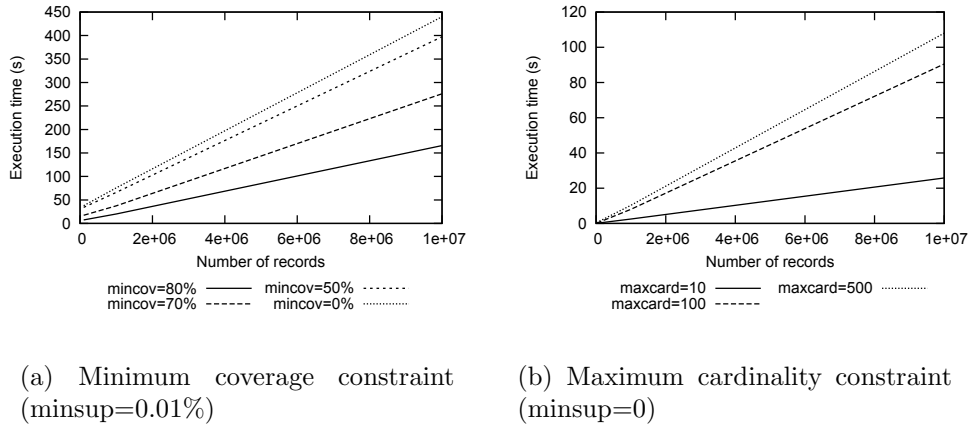 450
400
350
300
250
200
150
100
50
0
Execution time (s)
0 2e+06 4e+06 6e+06 8e+06 1e+07
Number of records
mincov=80% mincov=50%
mincov=70% mincov=0%
120
100
80
60
40
20
0
Execution time (s)
0 2e+06 4e+06 6e+06 8e+06 1e+07
Number of records
maxcard=10 maxcard=500
maxcard=100
(a) Minimum coverage constraint
(minsup=0.01%)
(b) Maximum cardinality constraint
(minsup=0)